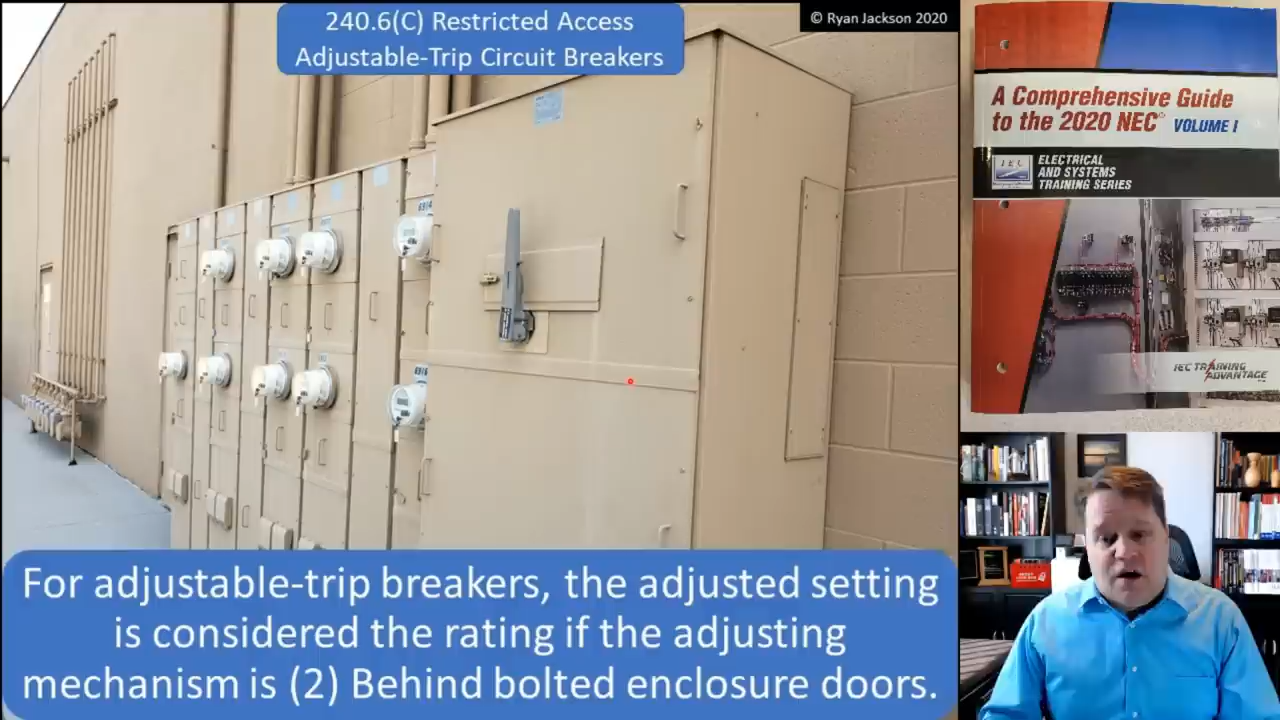 240.6(C) Restricted Access
Adjustable-Trip Circuit Breakers
© Ryan Jackson 2020
A Comprehensive Guide
to the 2020 NEC® VOLUME I
IEC
ELECTRICAL
AND SYSTEMS
TRAINING SERIES
IEC TRAINING
ADVANTAGE
For adjustable-trip breakers, the adjusted setting
is considered the rating if the adjusting
mechanism is (2) Behind bolted enclosure doors.